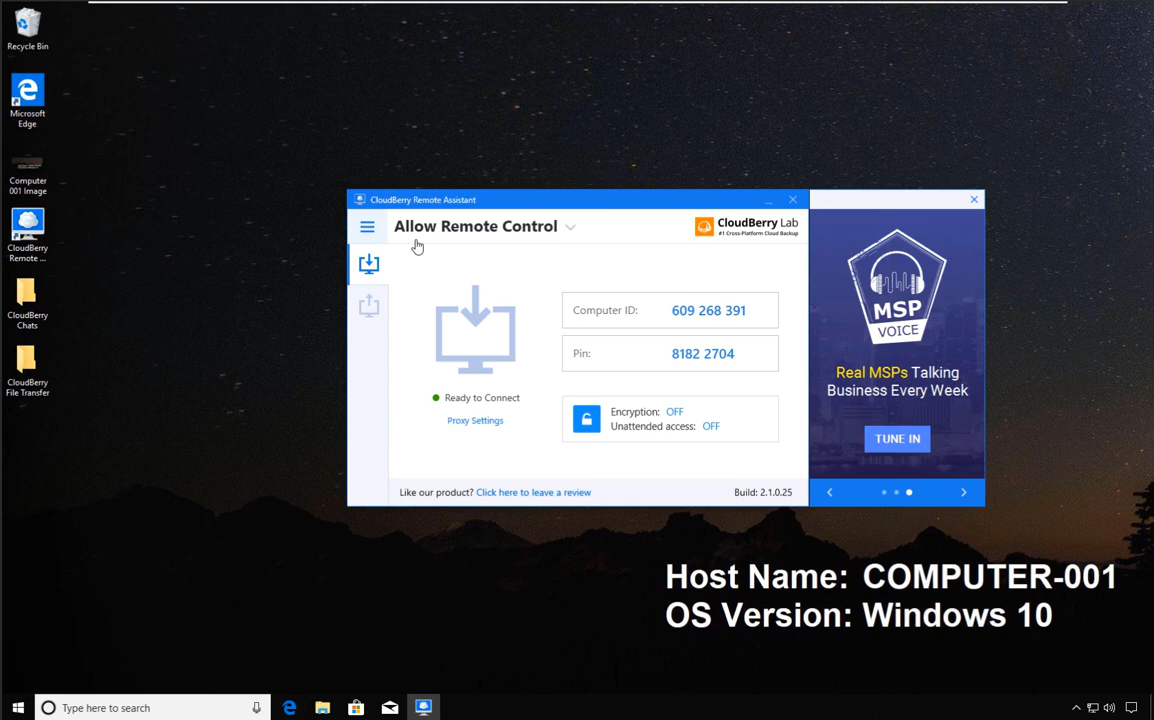 Recycle Bin
Microsoft
Edge
Computer
001 Image
CloudBerry
Remote ...
CloudBerry
Chats
CloudBerry
File Transfer
CloudBerry Remote Assistant
Allow Remote Control
CloudBerry Lab
#1 Cross-Platform Cloud Backup
Computer ID: 609 268 391
Pin: 8182 2704
Ready to Connect
Proxy Settings
Encryption: OFF
Unattended access: OFF
Like our product? Click here to leave a review
Build: 2.1.0.25
MSP
VOICE
Real MSPs Talking
Business Every Week
TUNE IN
Host Name: COMPUTER-001
OS Version: Windows 10
Type here to search